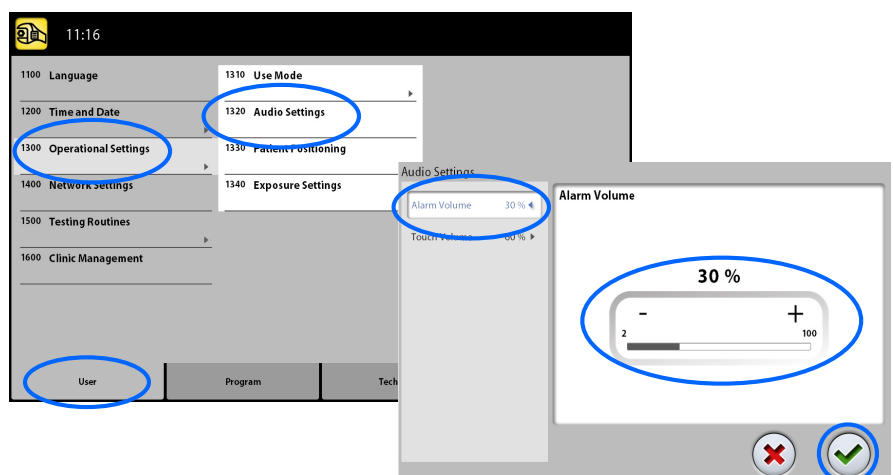 11:16
1100 Language
1200 Time and Date
1300 Operational Settings
1400 Network Settings
1500 Testing Routines
1600 Clinic Management
1310 Use Mode
1320 Audio Settings
1330 Patient Positioning
1340 Exposure Settings
User
Program
Tech
Audio Settings
Alarm Volume 30 %
Touch Volume 60 %
Alarm Volume
30 %
- +
2 100